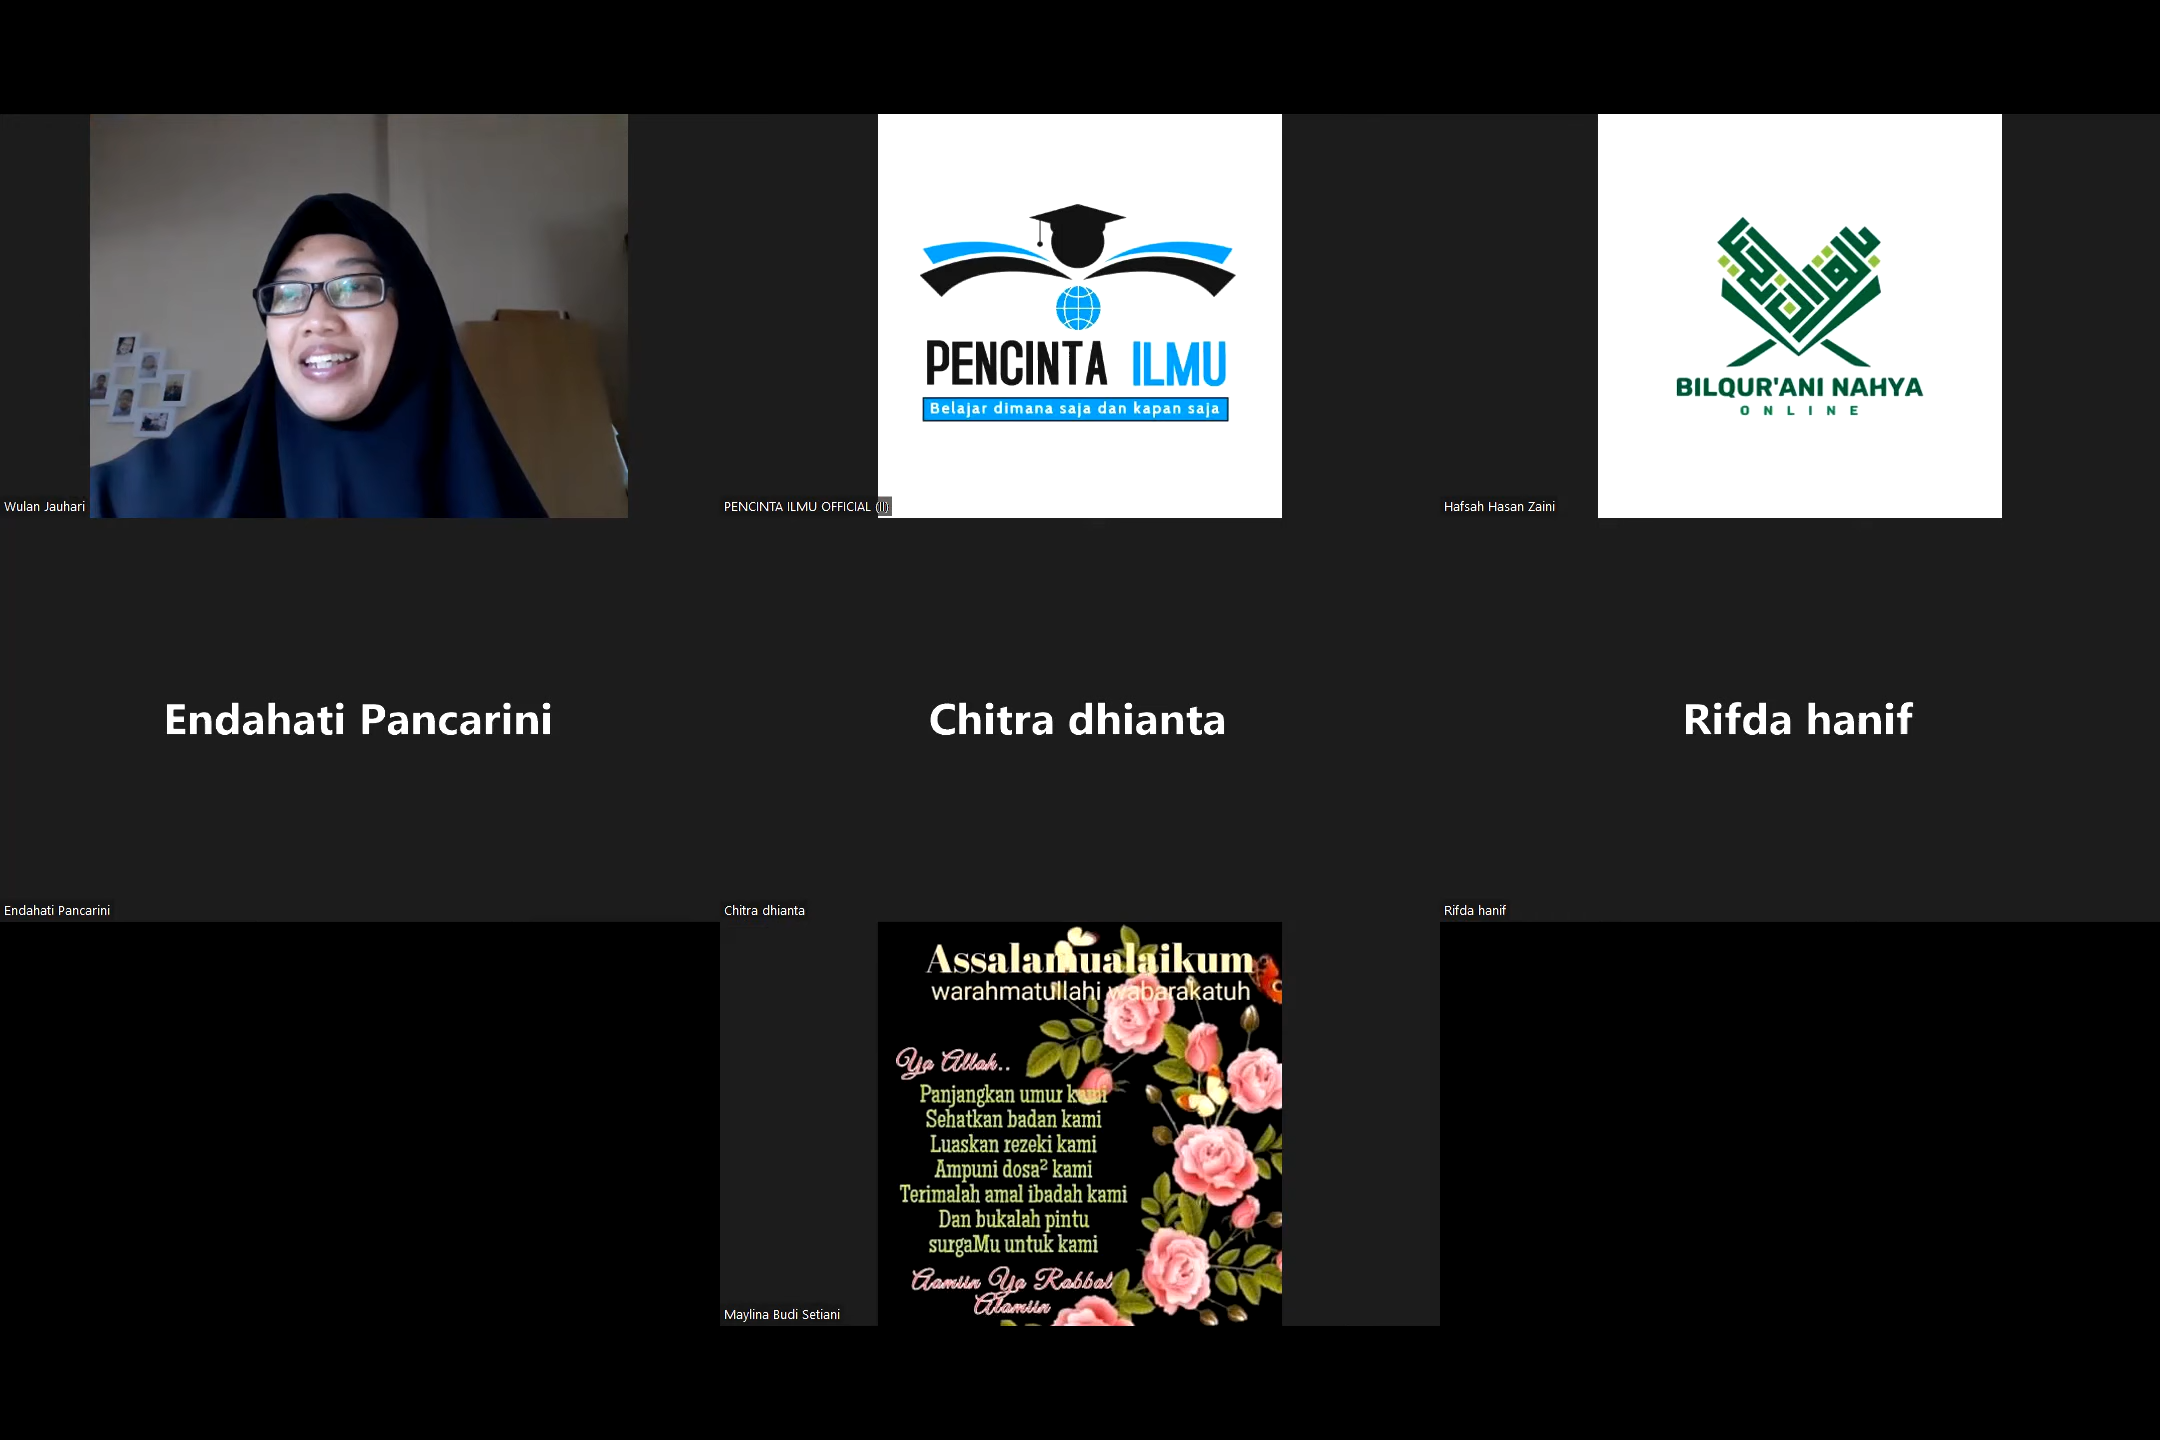 PENCINTA ILMU
Belajar dimana saja dan kapan saja
BILQUR'ANI NAHYA
ONLINE
Wulan Jauhari
PENCINTA ILMU OFFICIAL (II)
Hafsah Hasan Zaini
Endahati Pancarini
Chitra dhianta
Rifda hanif
Endahati Pancarini
Chitra dhianta
Rifda hanif
Assalamualaikum
warahmatullahi wabarakatuh
Ya Allah..
Panjangkan umur kami
Sehatkan badan kami
Luaskan rezeki kami
Ampuni dosa² kami
Terimalah amal ibadah kami
Dan bukalah pintu
surgaMu untuk kami
Aamiin Ya Rabbal
Alamiin
Maylina Budi Setiani